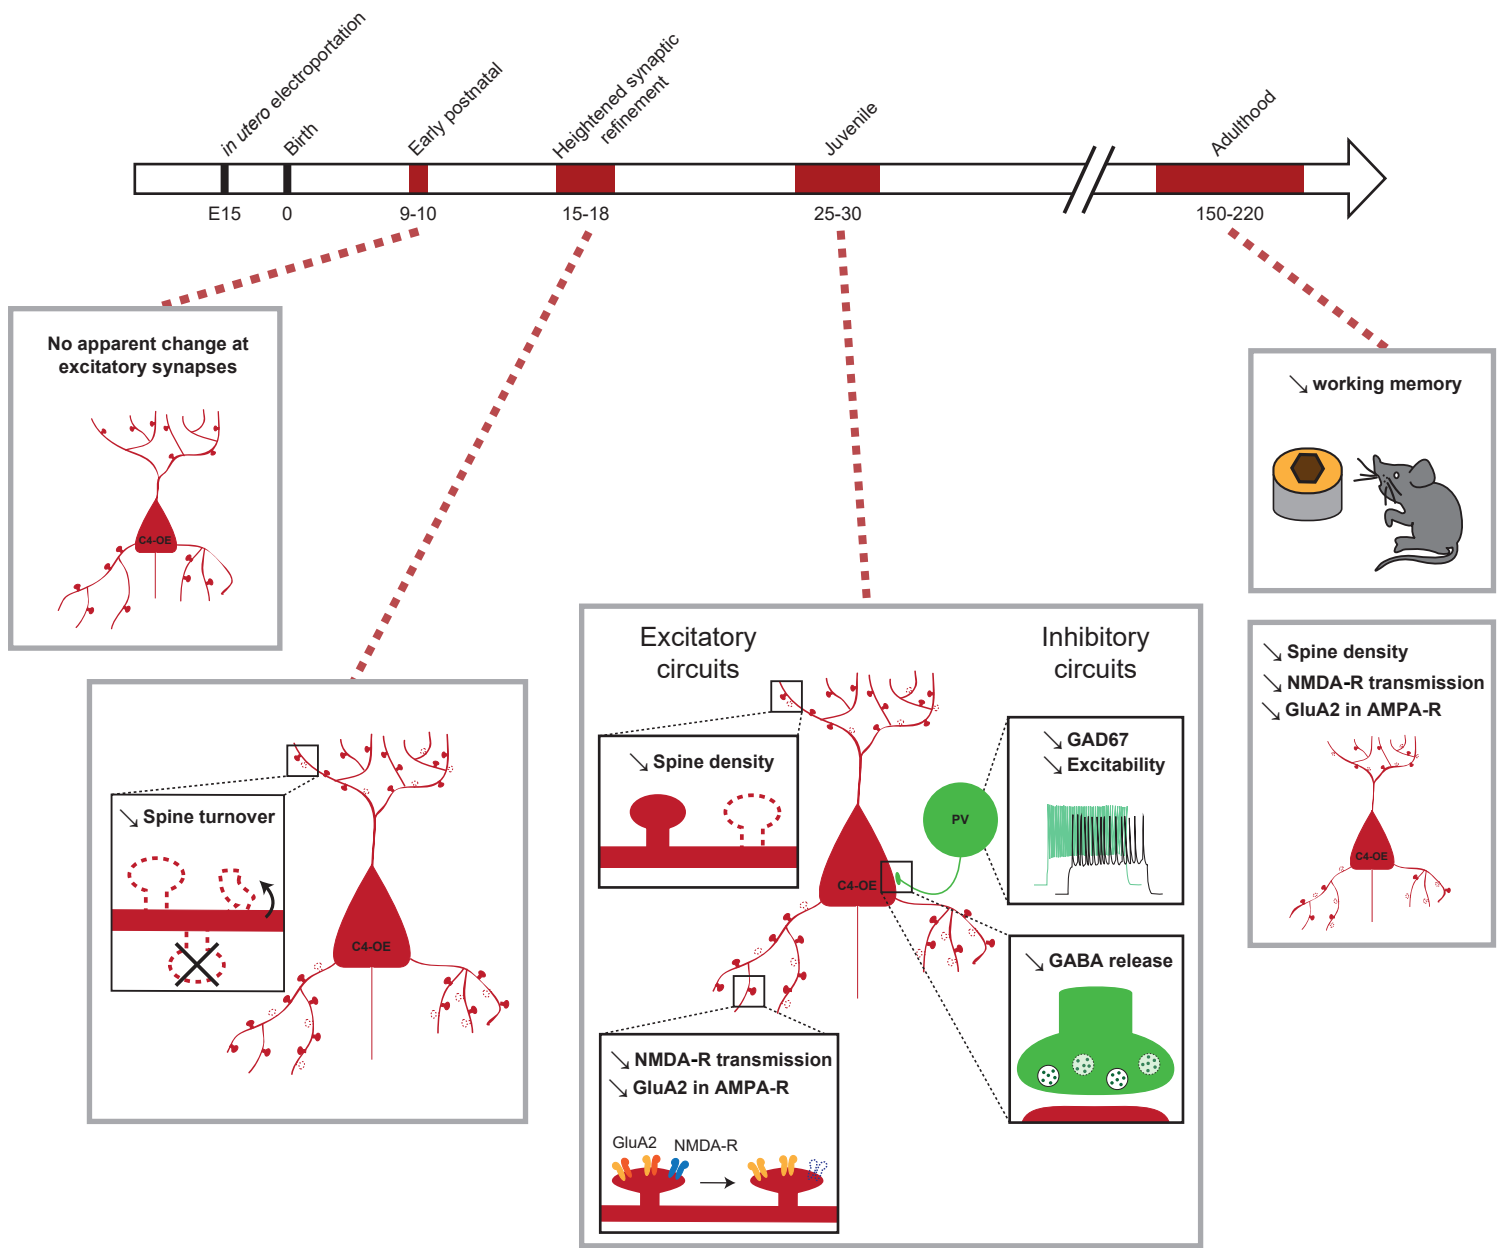 in utero electroportation
Birth
Early postnatal
Heightened synaptic
refinement
Juvenile
Adulthood
E15
0
9-10
15-18
25-30
150-220
No apparent change at
excitatory synapses
C4-OE
↘ Spine turnover
C4-OE
Excitatory
circuits
Inhibitory
circuits
↘ Spine density
↘ GAD67
↘ Excitability
PV
C4-OE
↘ GABA release
↘ NMDA-R transmission
↘ GluA2 in AMPA-R
GluA2
NMDA-R
↘ working memory
↘ Spine density
↘ NMDA-R transmission
↘ GluA2 in AMPA-R
C4-OE